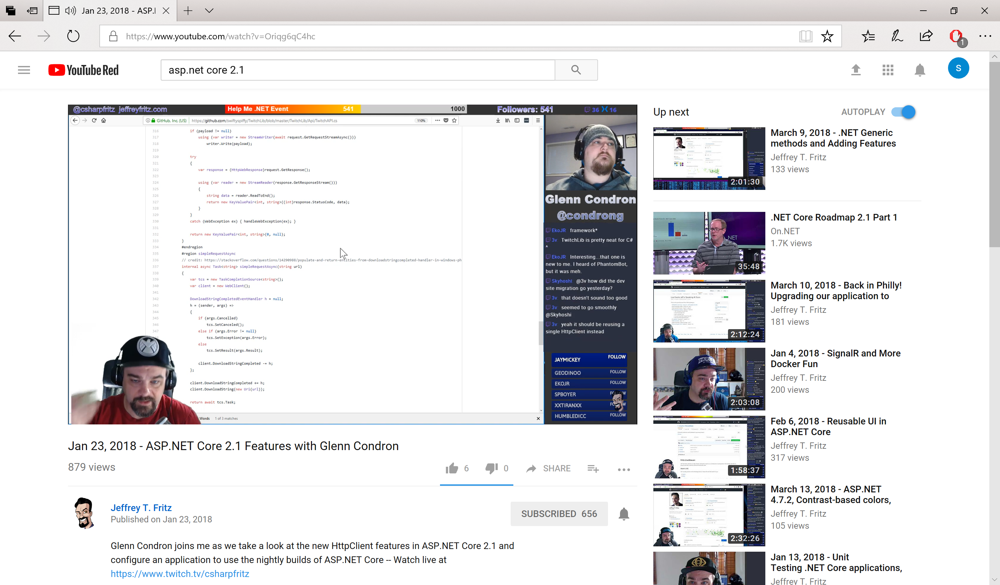 Jan 23, 2018 - ASP.I
https://www.youtube.com/watch?v=Oriqg6qC4hc
1
YouTube Red
asp.net core 2.1
S
@csharpfritz jeffreyfritz.com
Help Me .NET Event 541 1000
Followers: 541
36 16
GitHub, Inc. (US) https://github.com/swiftyspiffy/TwitchLib/blob/master/TwitchLib/Api/TwitchAPI.cs 110%
316 if (payload != null)
317 using (var writer = new StreamWriter(await request.GetRequestStreamAsync()))
318 writer.Write(payload);
319
320 try
321 {
322 var response = (HttpWebResponse)request.GetResponse();
323
324 using (var reader = new StreamReader(response.GetResponseStream()))
325 {
326 string data = reader.ReadToEnd();
327 return new KeyValuePair<int, string>((int)response.StatusCode, data);
328 }
329 }
330 catch (WebException ex) { handleWebException(ex); }
331
332 return new KeyValuePair<int, string>(0, null);
333 }
334 #endregion
335 #region simpleRequestAsync
336 // credit: https://stackoverflow.com/questions/14290988/populate-and-return-entities-from-downloadstringcompleted-handler-in-windows-ph
337 internal async Task<string> simpleRequestAsync(string url)
338 {
339 var tcs = new TaskCompletionSource<string>();
340 var client = new WebClient();
341
342 DownloadStringCompletedEventHandler h = null;
343 h = (sender, args) =>
344 {
345 if (args.Cancelled)
346 tcs.SetCanceled();
347 else if (args.Error != null)
tcs.SetException(args.Error);
else
tcs.SetResult(args.Result);
client.DownloadStringCompleted -= h;
};
client.DownloadStringCompleted += h;
client.DownloadString(new Uri(url));
return await tcs.Task;
Words 1 of 3 matches
Glenn Condron
@condrong
EkoJR framework*
3v TwitchLib is pretty neat for C#
^
EkoJR Interesting...that one is
new to me. I heard of PhantomBot,
but it was meh.
Skyhoshi @3v how did the dev
site migration go yesterday?
3v that doesn't sound too good
3v seemed to go smoothly
@Skyhoshi
3v yeah it should be reusing a
single HttpClient instead
JAYMICKEY FOLLOW
GEODINOO FOLLOW
EKOJR FOLLOW
SPBOYER
XXTIRANXX
HUMBLEDICC FOLLOW
Jan 23, 2018 - ASP.NET Core 2.1 Features with Glenn Condron
879 views
6 0 SHARE
Jeffrey T. Fritz
Published on Jan 23, 2018
SUBSCRIBED 656
Glenn Condron joins me as we take a look at the new HttpClient features in ASP.NET Core 2.1 and
configure an application to use the nightly builds of ASP.NET Core -- Watch live at
https://www.twitch.tv/csharpfritz
Up next
AUTOPLAY
2:01:30
March 9, 2018 - .NET Generic
methods and Adding Features
Jeffrey T. Fritz
133 views
.NET
35:48
.NET Core Roadmap 2.1 Part 1
On.NET
1.7K views
2:12:24
March 10, 2018 - Back in Philly!
Upgrading our application to
Jeffrey T. Fritz
181 views
2:03:08
Jan 4, 2018 - SignalR and More
Docker Fun
Jeffrey T. Fritz
200 views
1:58:37
Feb 6, 2018 - Reusable UI in
ASP.NET Core
Jeffrey T. Fritz
317 views
2:32:26
March 13, 2018 - ASP.NET
4.7.2, Contrast-based colors,
Jeffrey T. Fritz
105 views
Jan 13, 2018 - Unit
Testing .NET Core applications,
Jeffrey T. Fritz